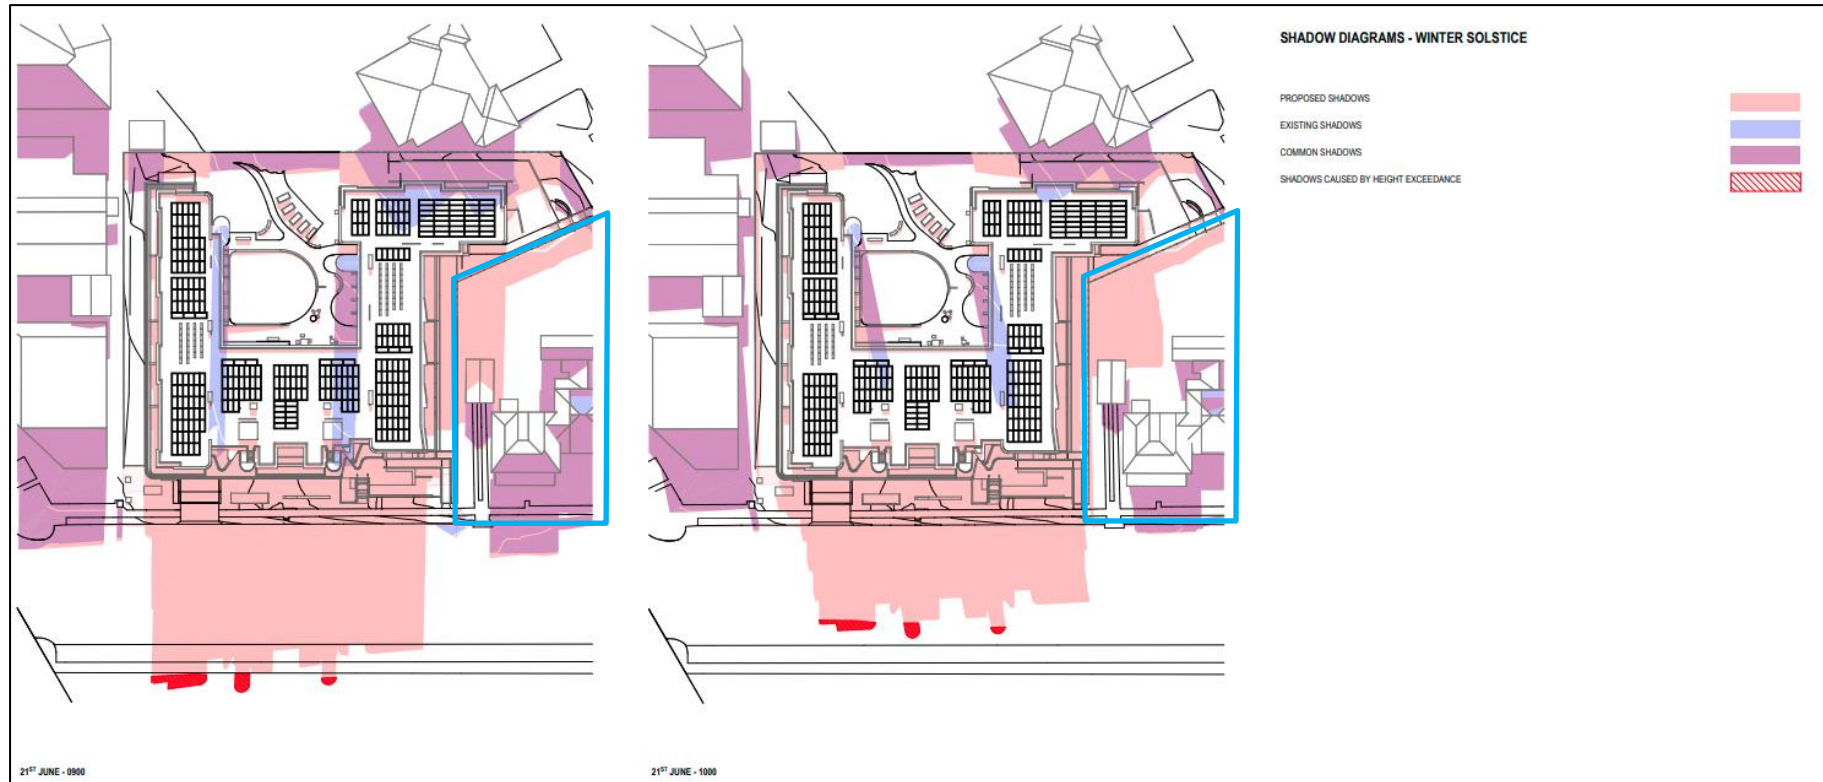 SHADOW DIAGRAMS - WINTER SOLSTICE
PROPOSED SHADOWS
EXISTING SHADOWS
COMMON SHADOWS
SHADOWS CAUSED BY HEIGHT EXCEEDANCE
21ST JUNE - 0900
21ST JUNE - 1000